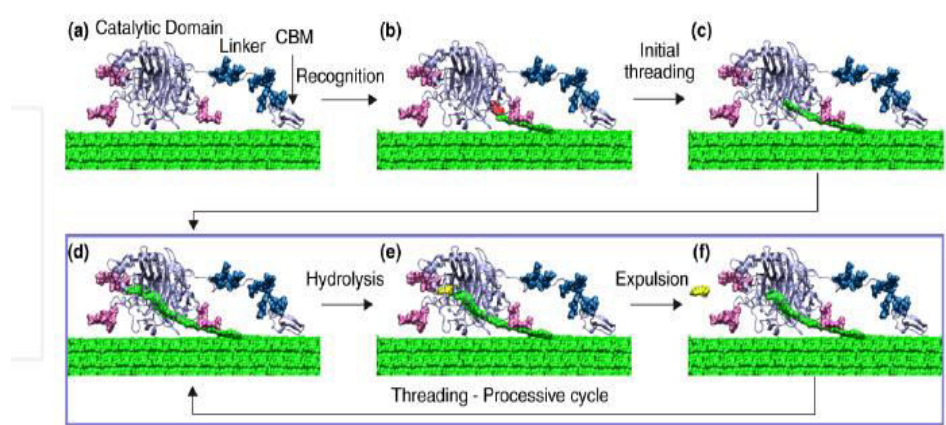 (a) Catalytic Domain
Linker
CBM
Recognition
(b)
Initial
threading
(c)
(d)
Hydrolysis
(e)
Expulsion
(f)
Threading - Processive cycle